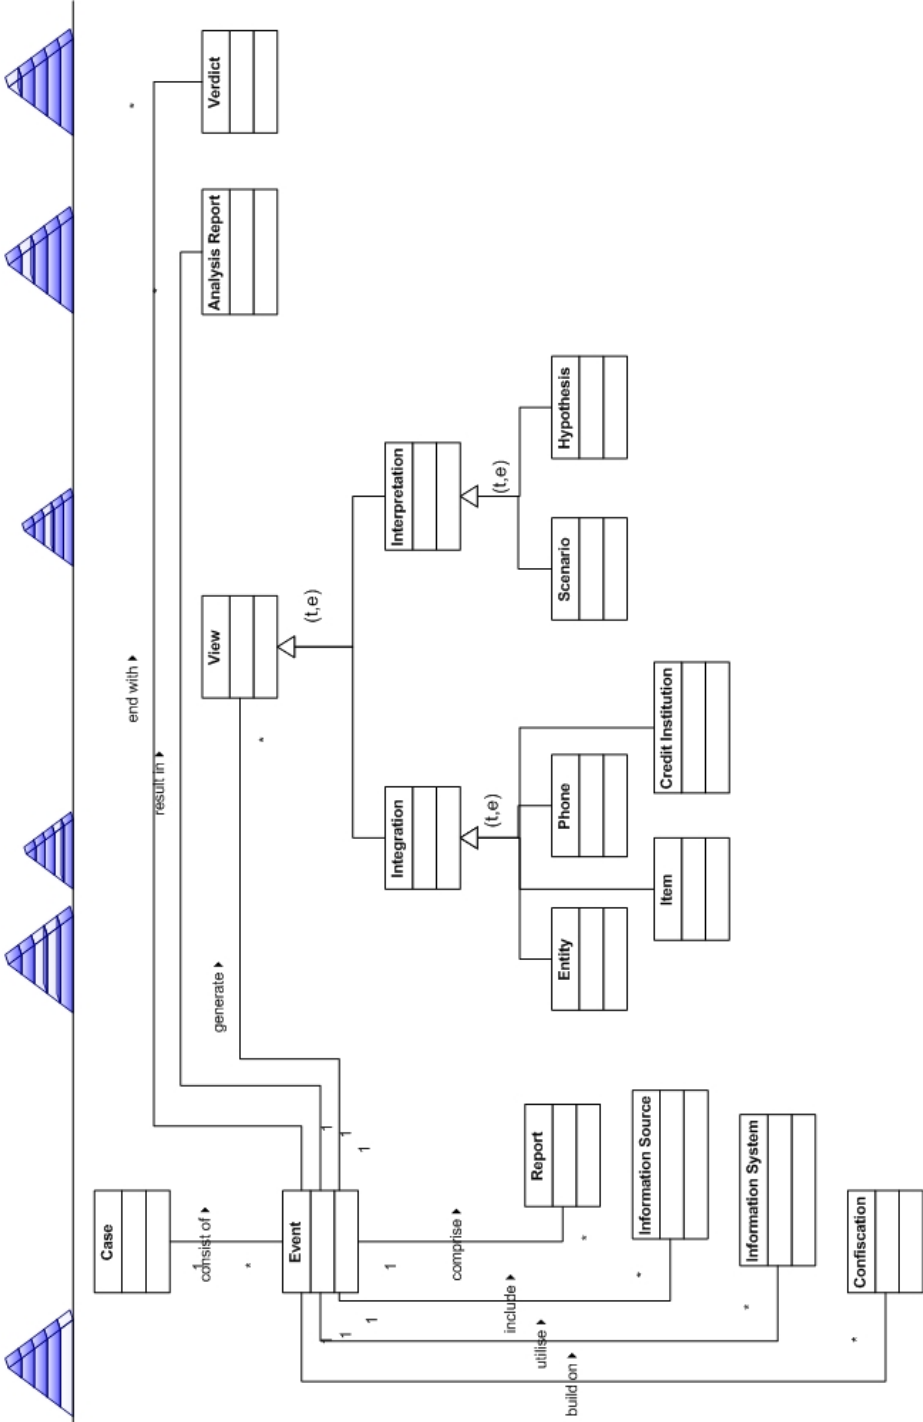 Case
1
consist of ▶
*
Event
1
1
1
end with ▶
*
result in ▶
*
generate ▶
*
Verdict
Analysis Report
View
(t,e)
Integration
Interpretation
(t,e)
(t,e)
Entity
Phone
Scenario
Hypothesis
Item
Credit Institution
1
comprise ▶
*
Report
1
include ▶
*
Information Source
1
utilise ▶
*
Information System
1
build on ▶
*
Confiscation